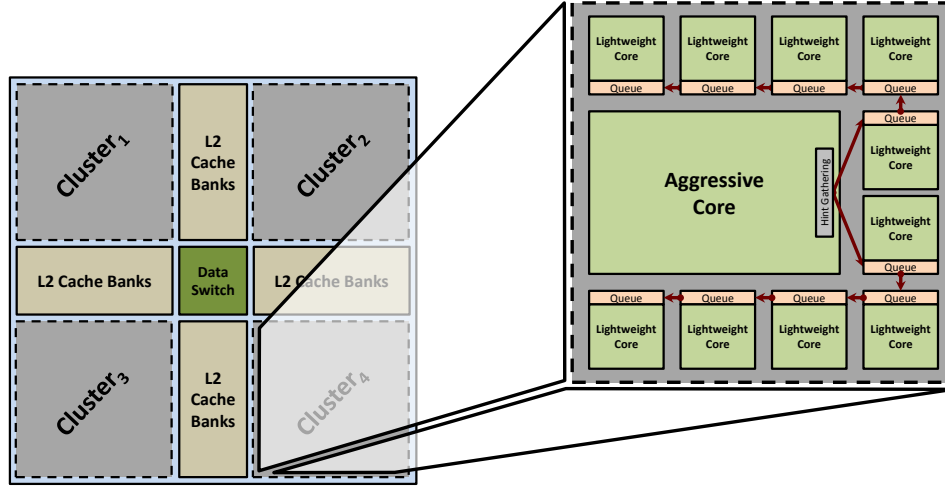 Cluster1
L2
Cache
Banks
Cluster2
L2 Cache Banks
Data
Switch
L2 Cache Banks
Cluster3
L2
Cache
Banks
Cluster4
Lightweight
Core
Queue
Lightweight
Core
Queue
Lightweight
Core
Queue
Lightweight
Core
Queue
Aggressive
Core
Hint Gathering
Queue
Lightweight
Core
Lightweight
Core
Queue
Queue
Lightweight
Core
Queue
Lightweight
Core
Queue
Lightweight
Core
Queue
Lightweight
Core